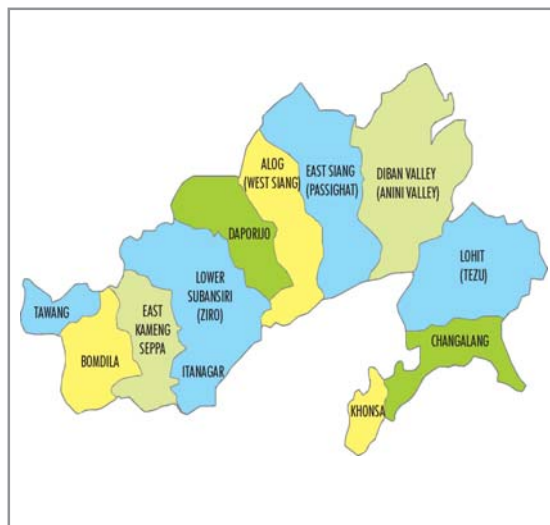 ALOG
(WEST SIANG)
EAST SIANG
(PASSIGHAT)
DIBAN VALLEY
(ANINI VALLEY)
DAPORIJO
LOHIT
(TEZU)
LOWER
SUBANSIRI
(ZIRO)
TAWANG
EAST
KAMENG
SEPPA
BOMDILA
ITANAGAR
CHANGALANG
KHONSA